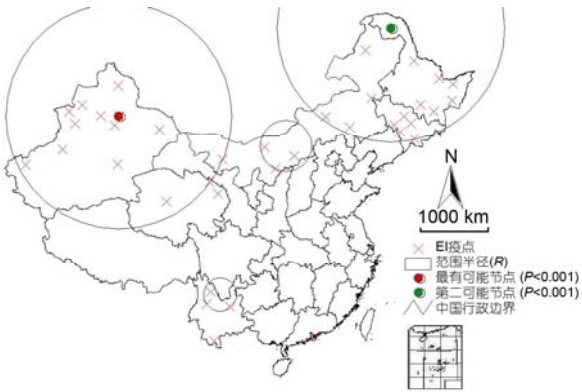 N
1000 km
EI疫点
范围半径(R)
最有可能节点 (P<0.001)
第二可能节点 (P<0.001)
中国行政边界